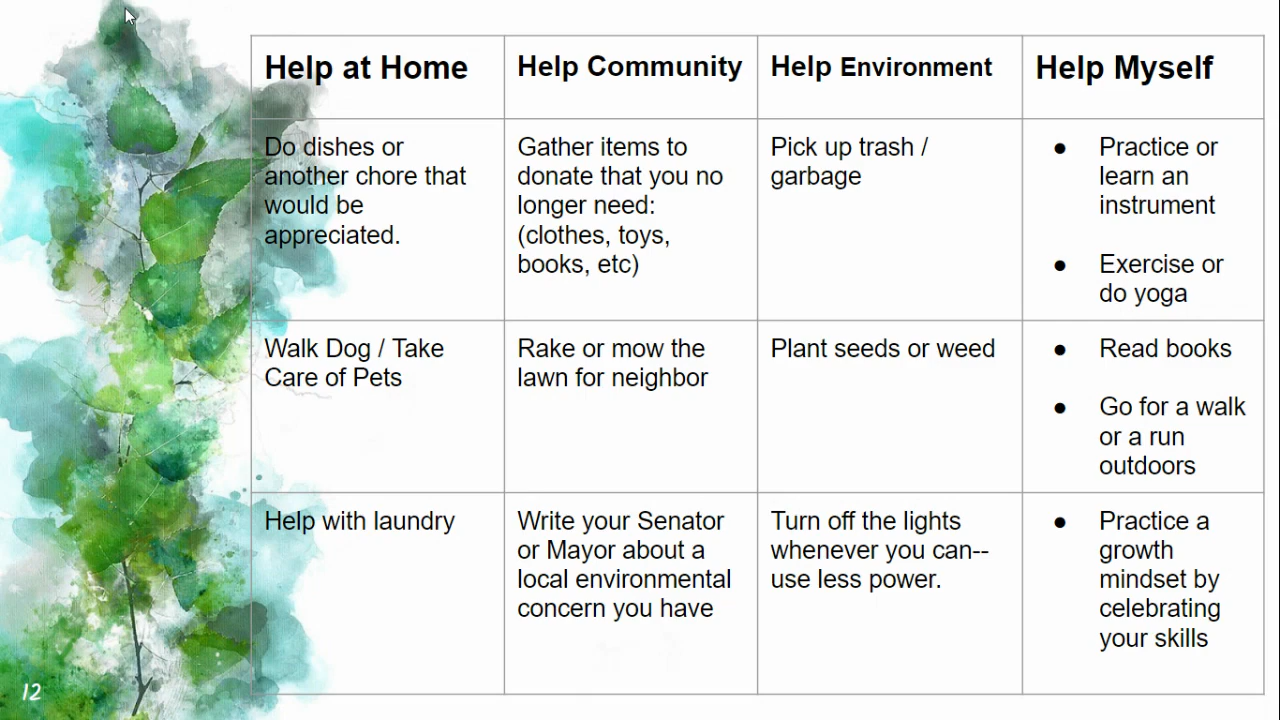 Help at Home
Help Community
Help Environment
Help Myself
Do dishes or
another chore that
would be
appreciated.
Gather items to
donate that you no
longer need:
(clothes, toys,
books, etc)
Pick up trash /
garbage
● Practice or
learn an
instrument
● Exercise or
do yoga
Walk Dog / Take
Care of Pets
Rake or mow the
lawn for neighbor
Plant seeds or weed
● Read books
● Go for a walk
or a run
outdoors
Help with laundry
Write your Senator
or Mayor about a
local environmental
concern you have
Turn off the lights
whenever you can--
use less power.
● Practice a
growth
mindset by
celebrating
your skills
12